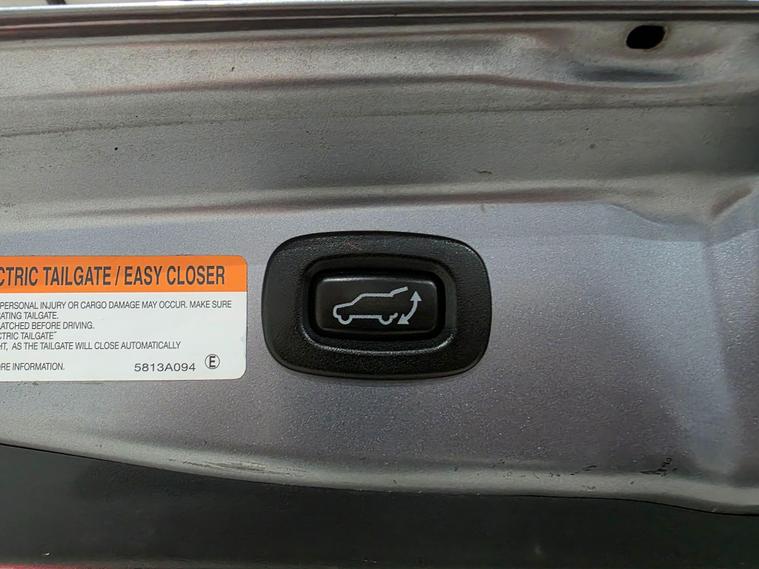 CTRIC TAILGATE / EASY CLOSER
PERSONAL INJURY OR CARGO DAMAGE MAY OCCUR. MAKE SURE
ATING TAILGATE.
ATCHED BEFORE DRIVING.
CTRIC TAILGATE"
HT, AS THE TAILGATE WILL CLOSE AUTOMATICALLY
RE INFORMATION.
5813A094 E